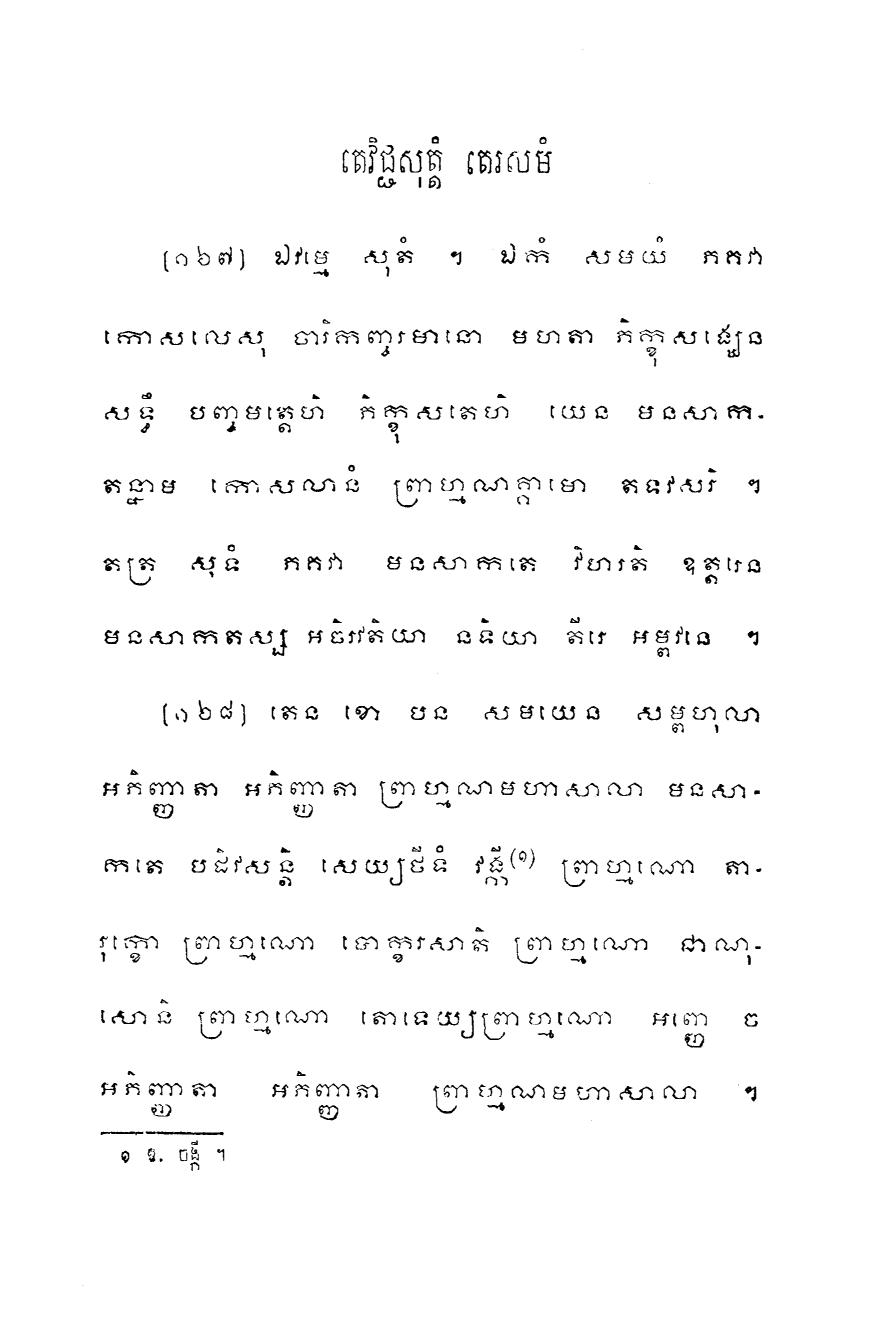 តេវិជ្ជសុត្តំ តេរសមំ
[១៦៧] ឯវម្មេ សុតំ ។ ឯកំ សមយំ ភគវា
កោសលេសុ ចារិកញ្ចរមានោ មហតា ភិក្ខុសង្ឃេន
សទ្ធឹ បញ្ចមត្តេហិ ភិក្ខុសតេហិ យេន មនសាក-
តន្នាម កោសលានំ ព្រាហ្មណគ្គាមោ តទវសរិ ។
តត្រ សុទំ ភគវា មនសាកតេ វិហរតិ ឧត្តរេន
មនសាកតស្ស អចិរវតិយា នទិយា តីរេ អម្ពវនេ ។
[១៦៨] តេន ខោ បន សមយេន សម្ពហុលា
អភិញ្ញាតា អភិញ្ញាតា ព្រាហ្មណមហាសាលា មនសា-
កតេ បដិវសន្តិ សេយ្យថីទំ វង្កី(១) ព្រាហ្មណោ តា-
រុក្ខោ ព្រាហ្មណោ បោក្ខរសាតិ ព្រាហ្មណោ ជាណុ-
សោនិ ព្រាហ្មណោ តោទេយ្យព្រាហ្មណោ អញ្ញេ ច
អភិញ្ញាតា អភិញ្ញាតា ព្រាហ្មណមហាសាលា ។
១ ឱ. ចង្កី ។